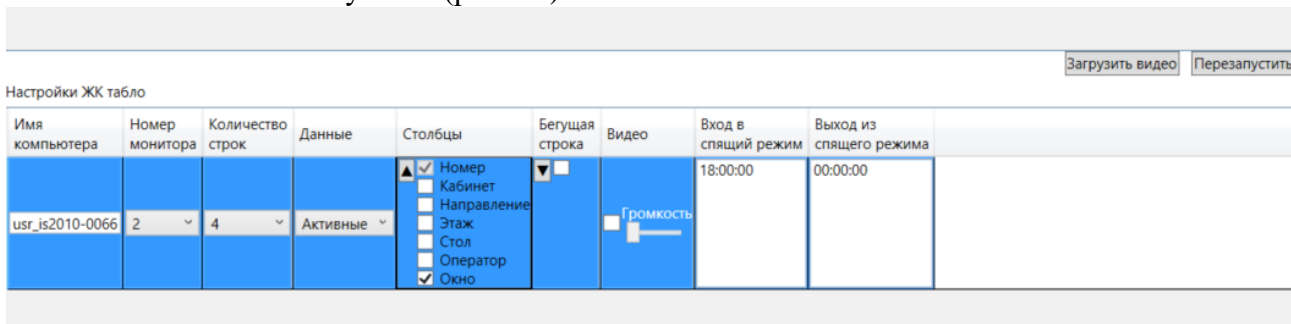 Загрузить видео Перезапустить
Настройки ЖК табло
Имя компьютера Номер монитора Количество строк Данные Столбцы Бегущая строка Видео Вход в спящий режим Выход из спящего режима
usr_is2010-0066 2 4 Активные
▲ Номер
Кабинет
Направление
Этаж
Стол
Оператор
Окно
▼
Громкость
18:00:00 00:00:00